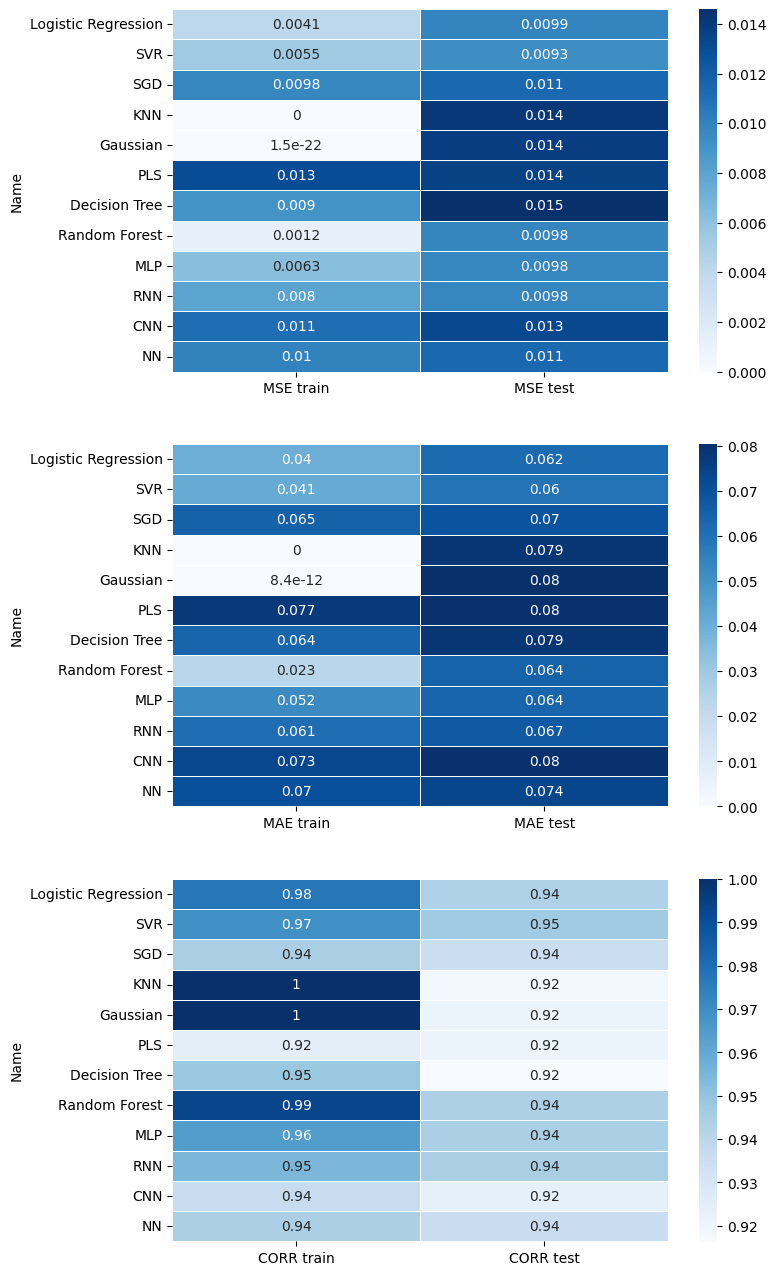 Name
Logistic Regression 0.0041 0.0099
SVR 0.0055 0.0093
SGD 0.0098 0.011
KNN 0 0.014
Gaussian 1.5e-22 0.014
PLS 0.013 0.014
Decision Tree 0.009 0.015
Random Forest 0.0012 0.0098
MLP 0.0063 0.0098
RNN 0.008 0.0098
CNN 0.011 0.013
NN 0.01 0.011
MSE train MSE test
0.014
0.012
0.010
0.008
0.006
0.004
0.002
0.000
Name
Logistic Regression 0.04 0.062
SVR 0.041 0.06
SGD 0.065 0.07
KNN 0 0.079
Gaussian 8.4e-12 0.08
PLS 0.077 0.08
Decision Tree 0.064 0.079
Random Forest 0.023 0.064
MLP 0.052 0.064
RNN 0.061 0.067
CNN 0.073 0.08
NN 0.07 0.074
MAE train MAE test
0.08
0.07
0.06
0.05
0.04
0.03
0.02
0.01
0.00
Name
Logistic Regression 0.98 0.94
SVR 0.97 0.95
SGD 0.94 0.94
KNN 1 0.92
Gaussian 1 0.92
PLS 0.92 0.92
Decision Tree 0.95 0.92
Random Forest 0.99 0.94
MLP 0.96 0.94
RNN 0.95 0.94
CNN 0.94 0.92
NN 0.94 0.94
CORR train CORR test
1.00
0.99
0.98
0.97
0.96
0.95
0.94
0.93
0.92